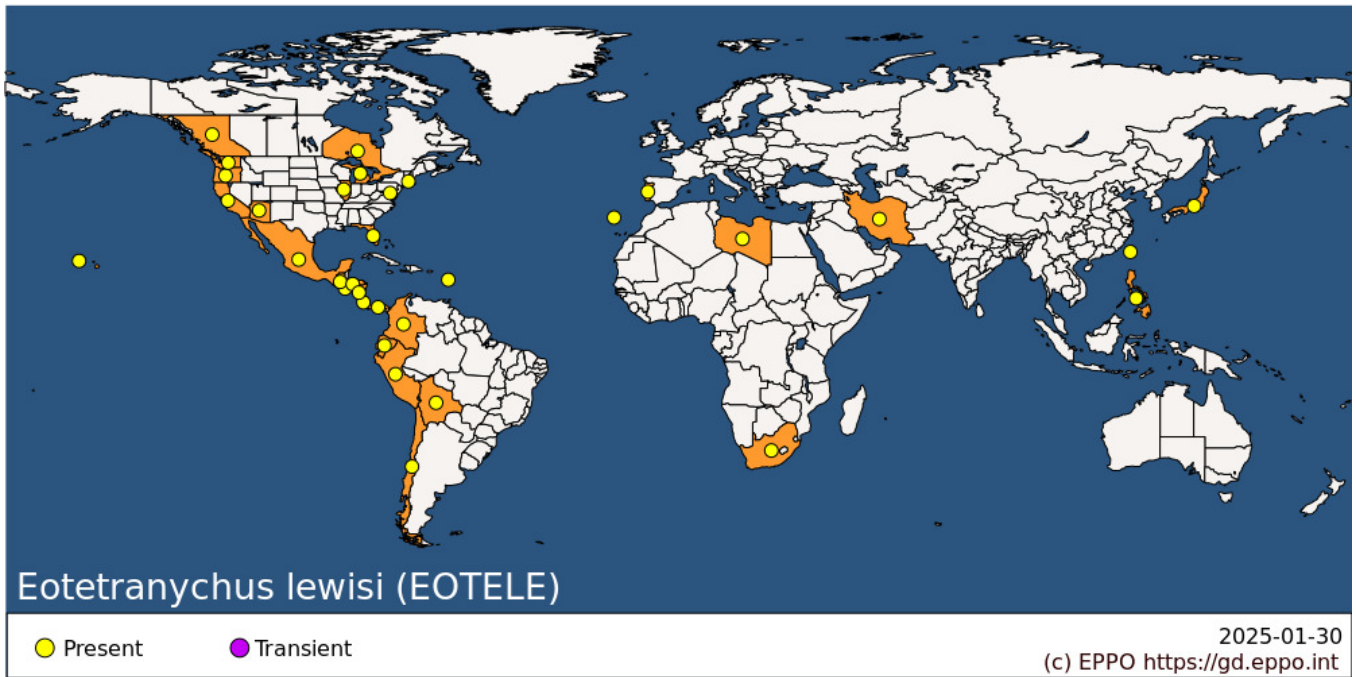 Eotetranychus lewisi (EOTELE)
Present
Transient
2025-01-30
(c) EPPO https://gd.eppo.int